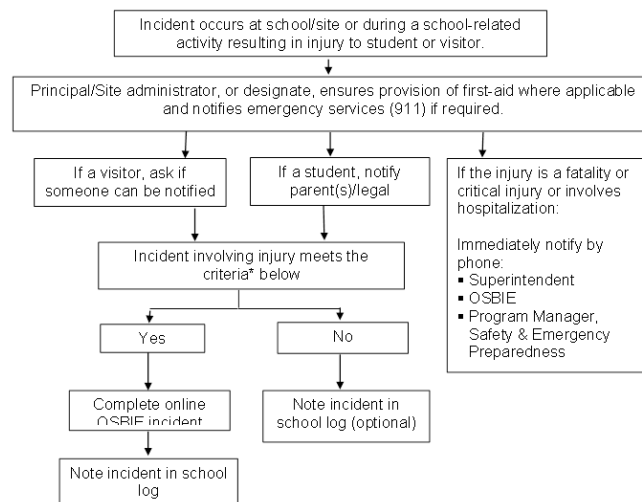 Incident occurs at school/site or during a school-related
activity resulting in injury to student or visitor.
Principal/Site administrator, or designate, ensures provision of first-aid where applicable
and notifies emergency services (911) if required.
If a visitor, ask if
someone can be notified
If a student, notify
parent(s)/legal
If the injury is a fatality or
critical injury or involves
hospitalization:
Immediately notify by
phone:
▪ Superintendent
▪ OSBIE
▪ Program Manager,
Safety & Emergency
Preparedness
Incident involving injury meets the
criteria* below
Yes
No
Complete online
OSBIE incident
Note incident in
school log (optional)
Note incident in school
log